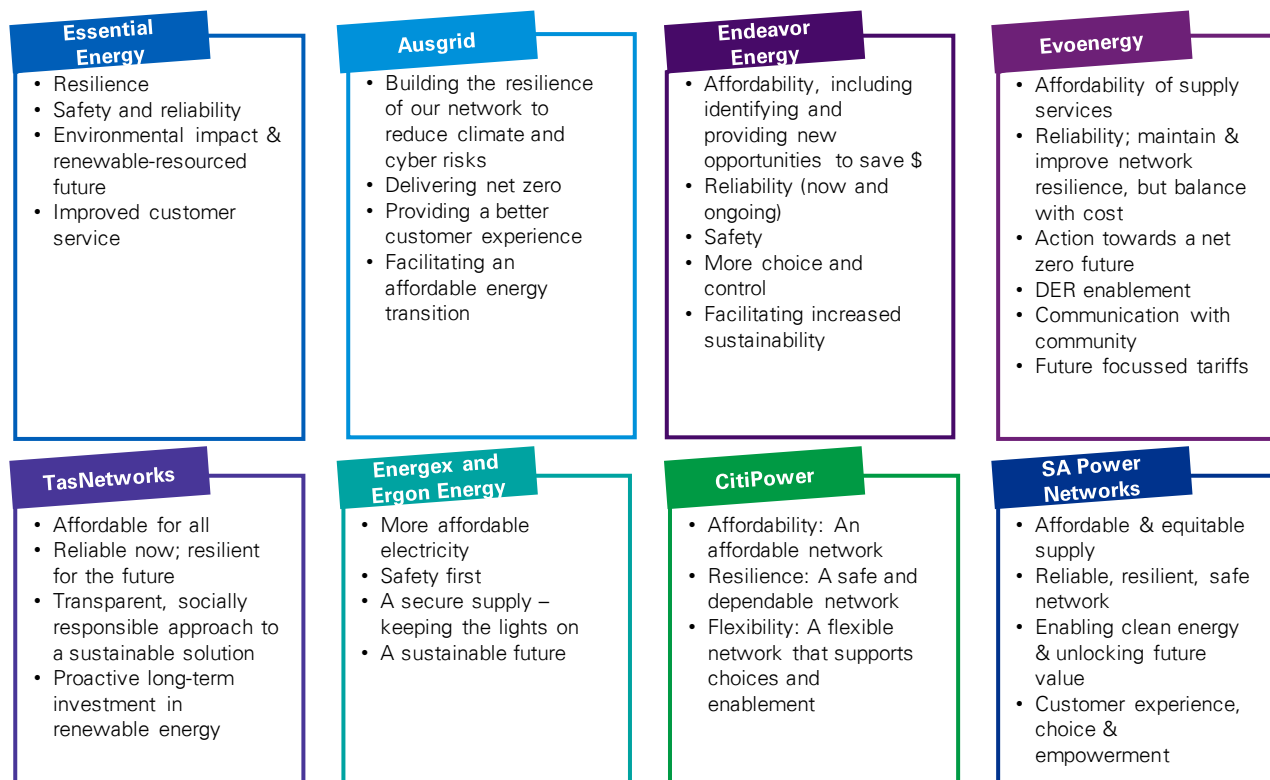 Essential
Energy
• Resilience
• Safety and reliability
• Environmental impact &
renewable-resourced
future
• Improved customer
service
Ausgrid
• Building the resilience
of our network to
reduce climate and
cyber risks
• Delivering net zero
• Providing a better
customer experience
• Facilitating an
affordable energy
transition
Endeavor
Energy
• Affordability, including
identifying and
providing new
opportunities to save $
• Reliability (now and
ongoing)
• Safety
• More choice and
control
• Facilitating increased
sustainability
Evoenergy
• Affordability of supply
services
• Reliability; maintain &
improve network
resilience, but balance
with cost
• Action towards a net
zero future
• DER enablement
• Communication with
community
• Future focussed tariffs
TasNetworks
• Affordable for all
• Reliable now; resilient
for the future
• Transparent, socially
responsible approach to
a sustainable solution
• Proactive long-term
investment in
renewable energy
Energex and
Ergon Energy
• More affordable
electricity
• Safety first
• A secure supply –
keeping the lights on
• A sustainable future
CitiPower
• Affordability: An
affordable network
• Resilience: A safe and
dependable network
• Flexibility: A flexible
network that supports
choices and
enablement
SA Power
Networks
• Affordable & equitable
supply
• Reliable, resilient, safe
network
• Enabling clean energy
& unlocking future
value
• Customer experience,
choice &
empowerment